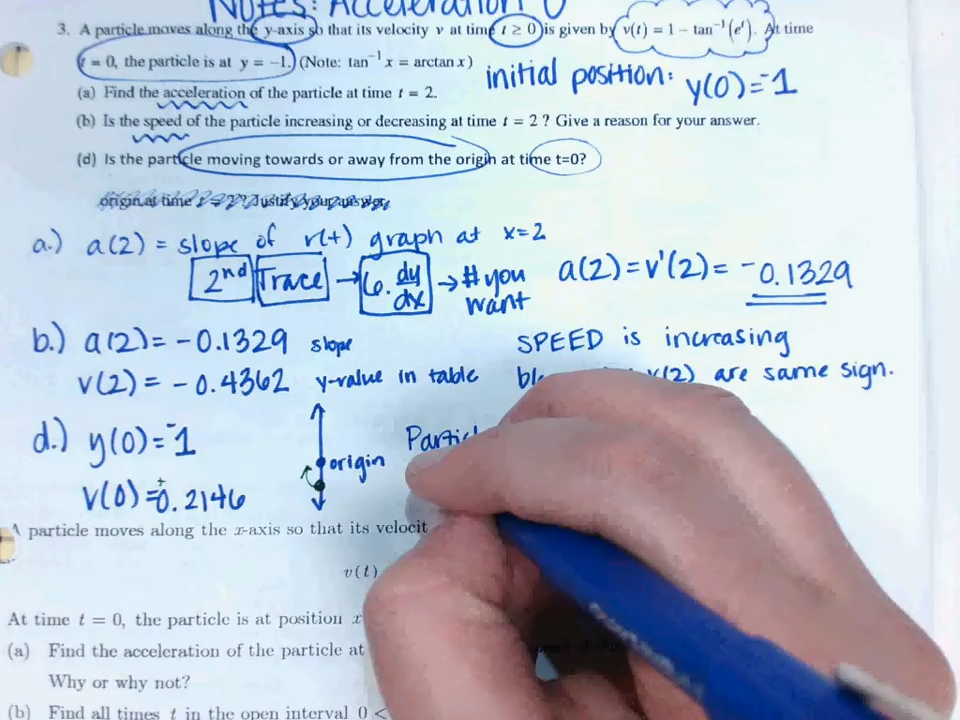 Notes: Acceleration
3. A particle moves along the y-axis so that its velocity v at time t ≥ 0 is given by v(t) = 1 − tan⁻¹(eᵗ). At time
t = 0, the particle is at y = −1. (Note: tan⁻¹ x = arctan x)
initial position: y(0)=-1
(a) Find the acceleration of the particle at time t = 2.
(b) Is the speed of the particle increasing or decreasing at time t = 2 ? Give a reason for your answer.
(d) Is the particle moving towards or away from the origin at time t=0?
origin at time t = 2? Justify your answer.
a.) a(2) = slope of v(t) graph at x=2
2nd Trace → 6. dy/dx → # you want
a(2)=v'(2)= -0.1329
b.) a(2)= -0.1329 slope
SPEED is increasing
v(2) = -0.4362 y-value in table
v(2) are same sign.
d.) y(0)=-1
origin
v(0)=+0.2146
A particle moves along the x-axis so that its velocit
v(t)
At time t = 0, the particle is at position x
(a) Find the acceleration of the particle at
Why or why not?
(b) Find all times t in the open interval 0 <